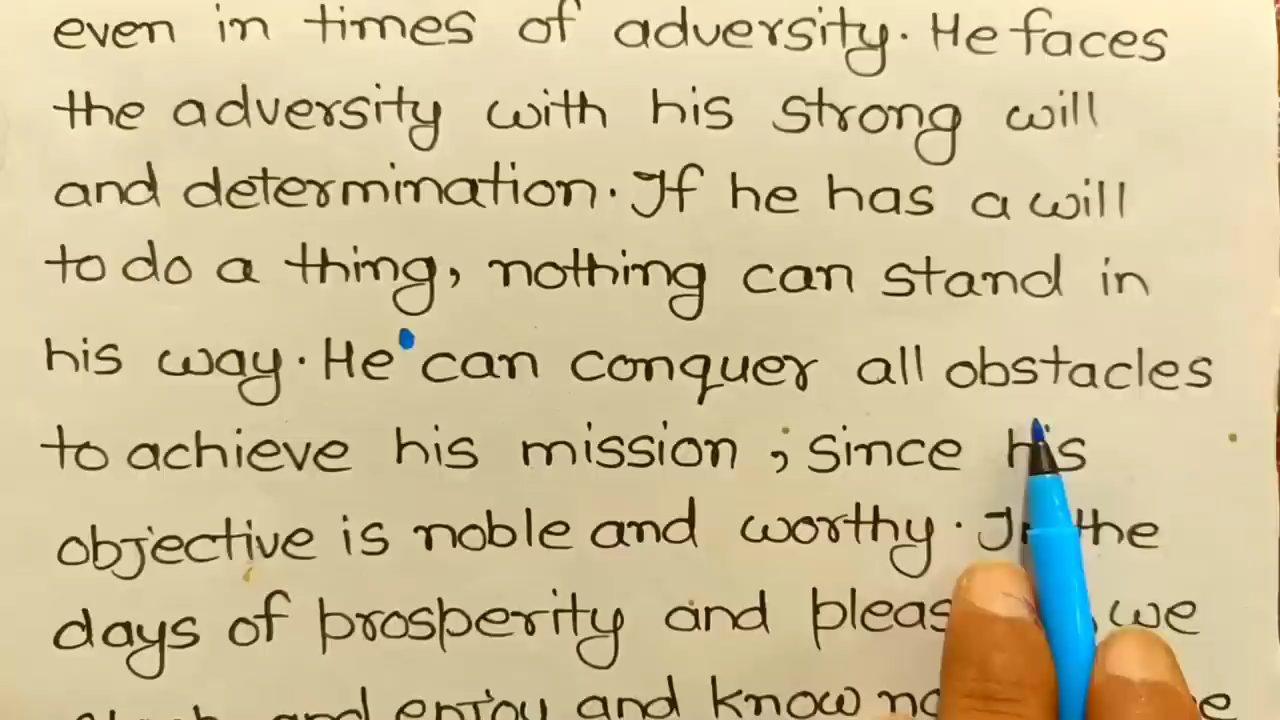 even in times of adversity. He faces
the adversity with his strong will
and determination. If he has a will
to do a thing, nothing can stand in
his way. He can conquer all obstacles
to achieve his mission ; since his
objective is noble and worthy. the
days of prosperity and we
and enjoy and know